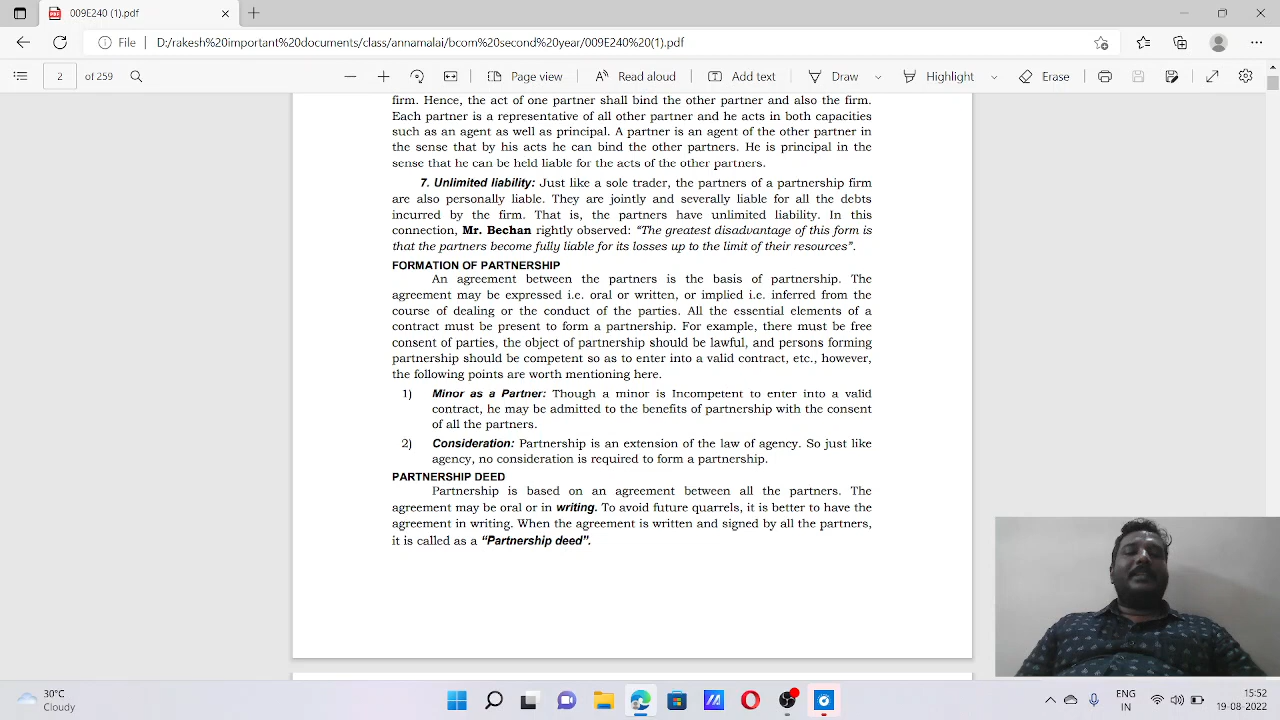 009E240 (1).pdf
File D:/rakesh%20important%20documents/class/annamalai/bcom%20second%20year/009E240%20(1).pdf
2 of 259 Page view Read aloud Add text Draw Highlight Erase
firm. Hence, the act of one partner shall bind the other partner and also the firm.
Each partner is a representative of all other partner and he acts in both capacities
such as an agent as well as principal. A partner is an agent of the other partner in
the sense that by his acts he can bind the other partners. He is principal in the
sense that he can be held liable for the acts of the other partners.
7. Unlimited liability: Just like a sole trader, the partners of a partnership firm
are also personally liable. They are jointly and severally liable for all the debts
incurred by the firm. That is, the partners have unlimited liability. In this
connection, Mr. Bechan rightly observed: “The greatest disadvantage of this form is
that the partners become fully liable for its losses up to the limit of their resources”.
FORMATION OF PARTNERSHIP
An agreement between the partners is the basis of partnership. The
agreement may be expressed i.e. oral or written, or implied i.e. inferred from the
course of dealing or the conduct of the parties. All the essential elements of a
contract must be present to form a partnership. For example, there must be free
consent of parties, the object of partnership should be lawful, and persons forming
partnership should be competent so as to enter into a valid contract, etc., however,
the following points are worth mentioning here.
1) Minor as a Partner: Though a minor is Incompetent to enter into a valid
contract, he may be admitted to the benefits of partnership with the consent
of all the partners.
2) Consideration: Partnership is an extension of the law of agency. So just like
agency, no consideration is required to form a partnership.
PARTNERSHIP DEED
Partnership is based on an agreement between all the partners. The
agreement may be oral or in writing. To avoid future quarrels, it is better to have the
agreement in writing. When the agreement is written and signed by all the partners,
it is called as a “Partnership deed”.
30°C
Cloudy
ENG
IN
15:52
19-08-2022